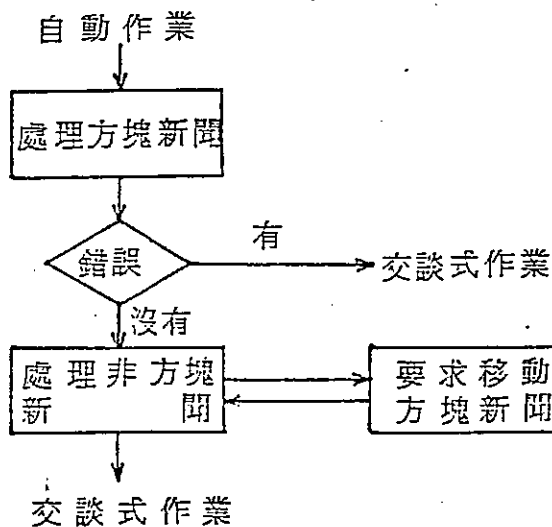 自動作業
處理方塊新聞
錯誤
有
交談式作業
沒有
處理非方塊
新聞
要求移動
方塊新聞
交談式作業